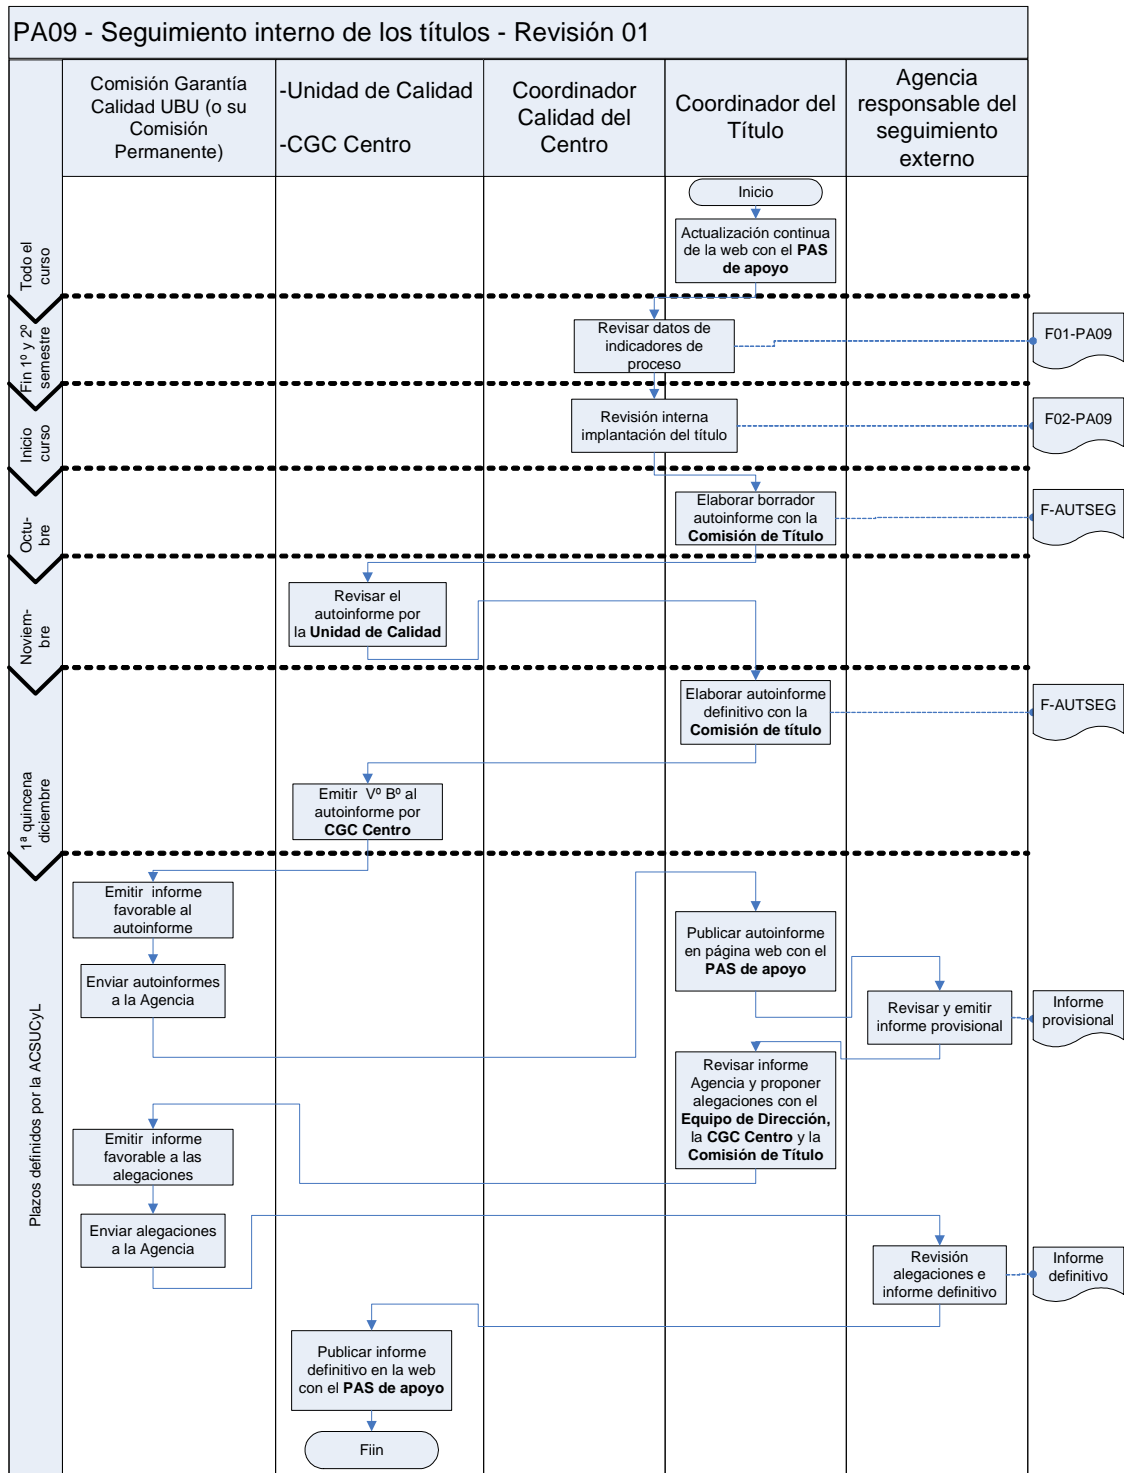 PA09 - Seguimiento interno de los títulos - Revisión 01
Comisión Garantía
Calidad UBU (o su
Comisión
Permanente)
-Unidad de Calidad
-CGC Centro
Coordinador
Calidad del
Centro
Coordinador del
Título
Agencia
responsable del
seguimiento
externo
Todo el
curso
Inicio
Actualización continua
de la web con el PAS
de apoyo
Fin 1º y 2º
semestre
Revisar datos de
indicadores de
proceso
F01-PA09
Inicio
curso
Revisión interna
implantación del título
F02-PA09
Octu-
bre
Elaborar borrador
autoinforme con la
Comisión de Título
F-AUTSEG
Noviem-
bre
Revisar el
autoinforme por
la Unidad de Calidad
1ª quincena
diciembre
Elaborar autoinforme
definitivo con la
Comisión de título
F-AUTSEG
Emitir Vº Bº al
autoinforme por
CGC Centro
Plazos definidos por la ACSUCyL
Emitir informe
favorable al
autoinforme
Enviar autoinformes
a la Agencia
Publicar autoinforme
en página web con el
PAS de apoyo
Revisar y emitir
informe provisional
Informe
provisional
Revisar informe
Agencia y proponer
alegaciones con el
Equipo de Dirección,
la CGC Centro y la
Comisión de Título
Emitir informe
favorable a las
alegaciones
Enviar alegaciones
a la Agencia
Revisión
alegaciones e
informe definitivo
Informe
definitivo
Publicar informe
definitivo en la web
con el PAS de apoyo
Fiin